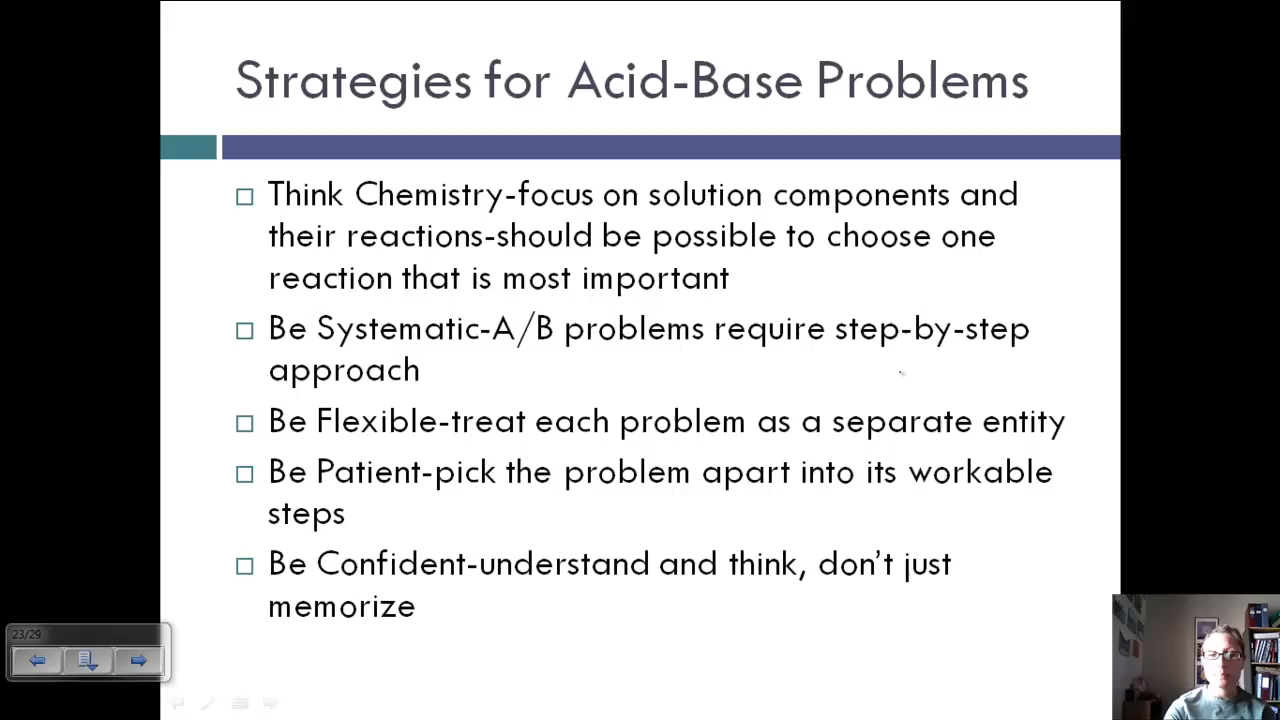 Strategies for Acid-Base Problems
Think Chemistry-focus on solution components and
their reactions-should be possible to choose one
reaction that is most important
Be Systematic-A/B problems require step-by-step
approach
Be Flexible-treat each problem as a separate entity
Be Patient-pick the problem apart into its workable
steps
Be Confident-understand and think, don't just
memorize
23/29